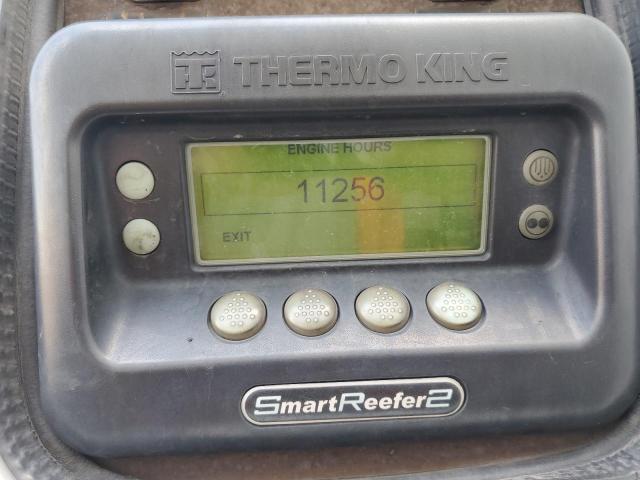 THERMO KING
ENGINE HOURS
11256
EXIT
SmartReefer2